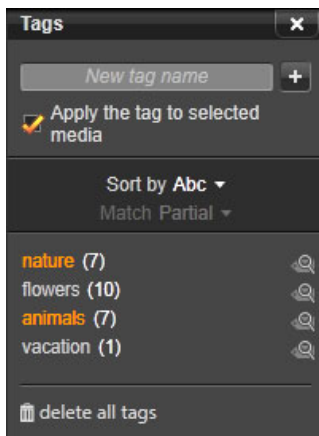 Tags
New tag name
Apply the tag to selected
media
Sort by Abc
Match Partial
nature (7)
flowers (10)
animals (7)
vacation (1)
delete all tags